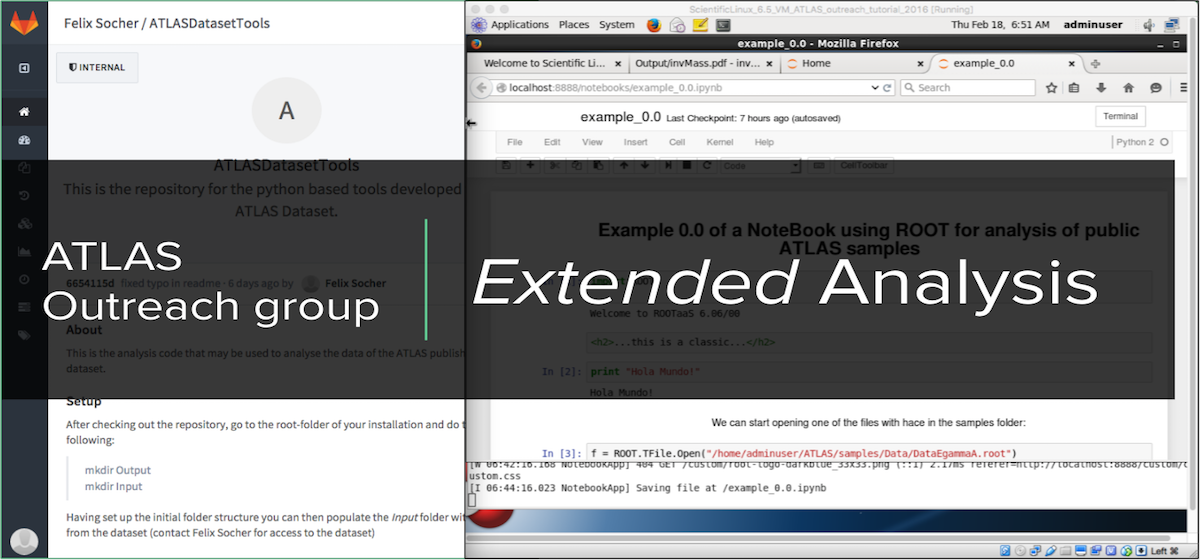 Felix Socher / ATLASDatasetTools
INTERNAL
A
ATLASDatasetTools
This is the repository for the python based tools developed
ATLAS Dataset.
ATLAS
Outreach group
6654115d fixed typo in readme - 6 days ago by Felix Socher
About
This is the analysis code that may be used to analyse the data of the ATLAS publish
dataset.
Setup
After checking out the repository, go to the root-folder of your installation and do t
following:
mkdir Output
mkdir Input
Having set up the initial folder structure you can then populate the Input folder wit
from the dataset (contact Felix Socher for access to the dataset)
ScientificLinux_6.5_VM_ATLAS_outreach_tutorial_2016 [Running]
Applications Places System Thu Feb 18, 6:51 AM adminuser
example_0.0 - Mozilla Firefox
Welcome to Scientific Li... × Output/invMass.pdf - inv... × Home × example_0.0 ×
localhost:8888/notebooks/example_0.0.ipynb Search
example_0.0 Last Checkpoint: 7 hours ago (autosaved) Terminal
File Edit View Insert Cell Kernel Help Python 2
Code CellToolbar
Example 0.0 of a NoteBook using ROOT for analysis of public
ATLAS samples
Extended Analysis
Welcome to ROOTaaS 6.06/00
<h2>...this is a classic...</h2>
In [2]: print "Hola Mundo!"
Hola Mundo!
We can start opening one of the files with hace in the samples folder:
In [3]: f = ROOT.TFile.Open("/home/adminuser/ATLAS/samples/Data/DataEgammaA.root")
[W 06:42:16.168 NotebookApp] 404 GET /custom/root-logo-darkblue_33x33.png (::1) 2.17ms referer=http://localhost:8888/custom/c
ustom.css
[I 06:44:16.023 NotebookApp] Saving file at /example_0.0.ipynb
Left ⌘